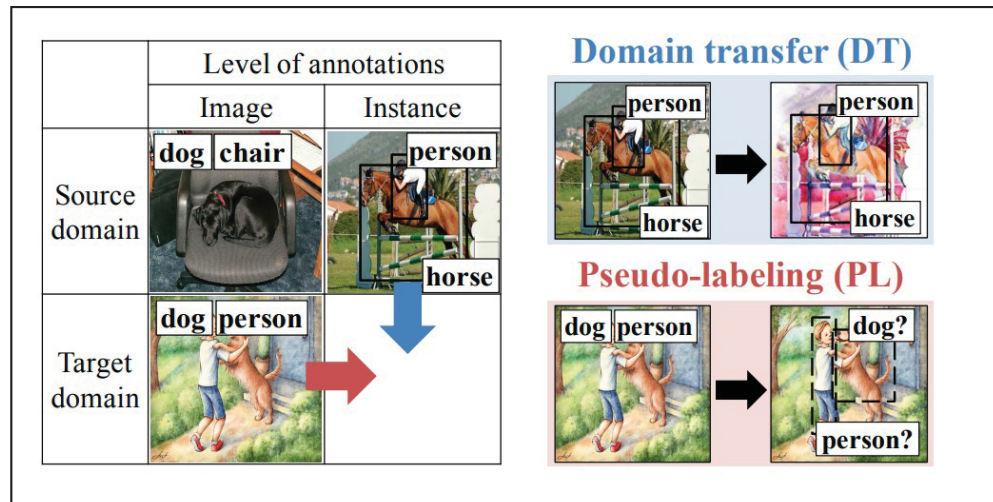 Level of annotations
Image Instance
Source
domain
dog chair
person
horse
Target
domain
dog person
Domain transfer (DT)
person
horse
person
horse
Pseudo-labeling (PL)
dog person
dog?
person?